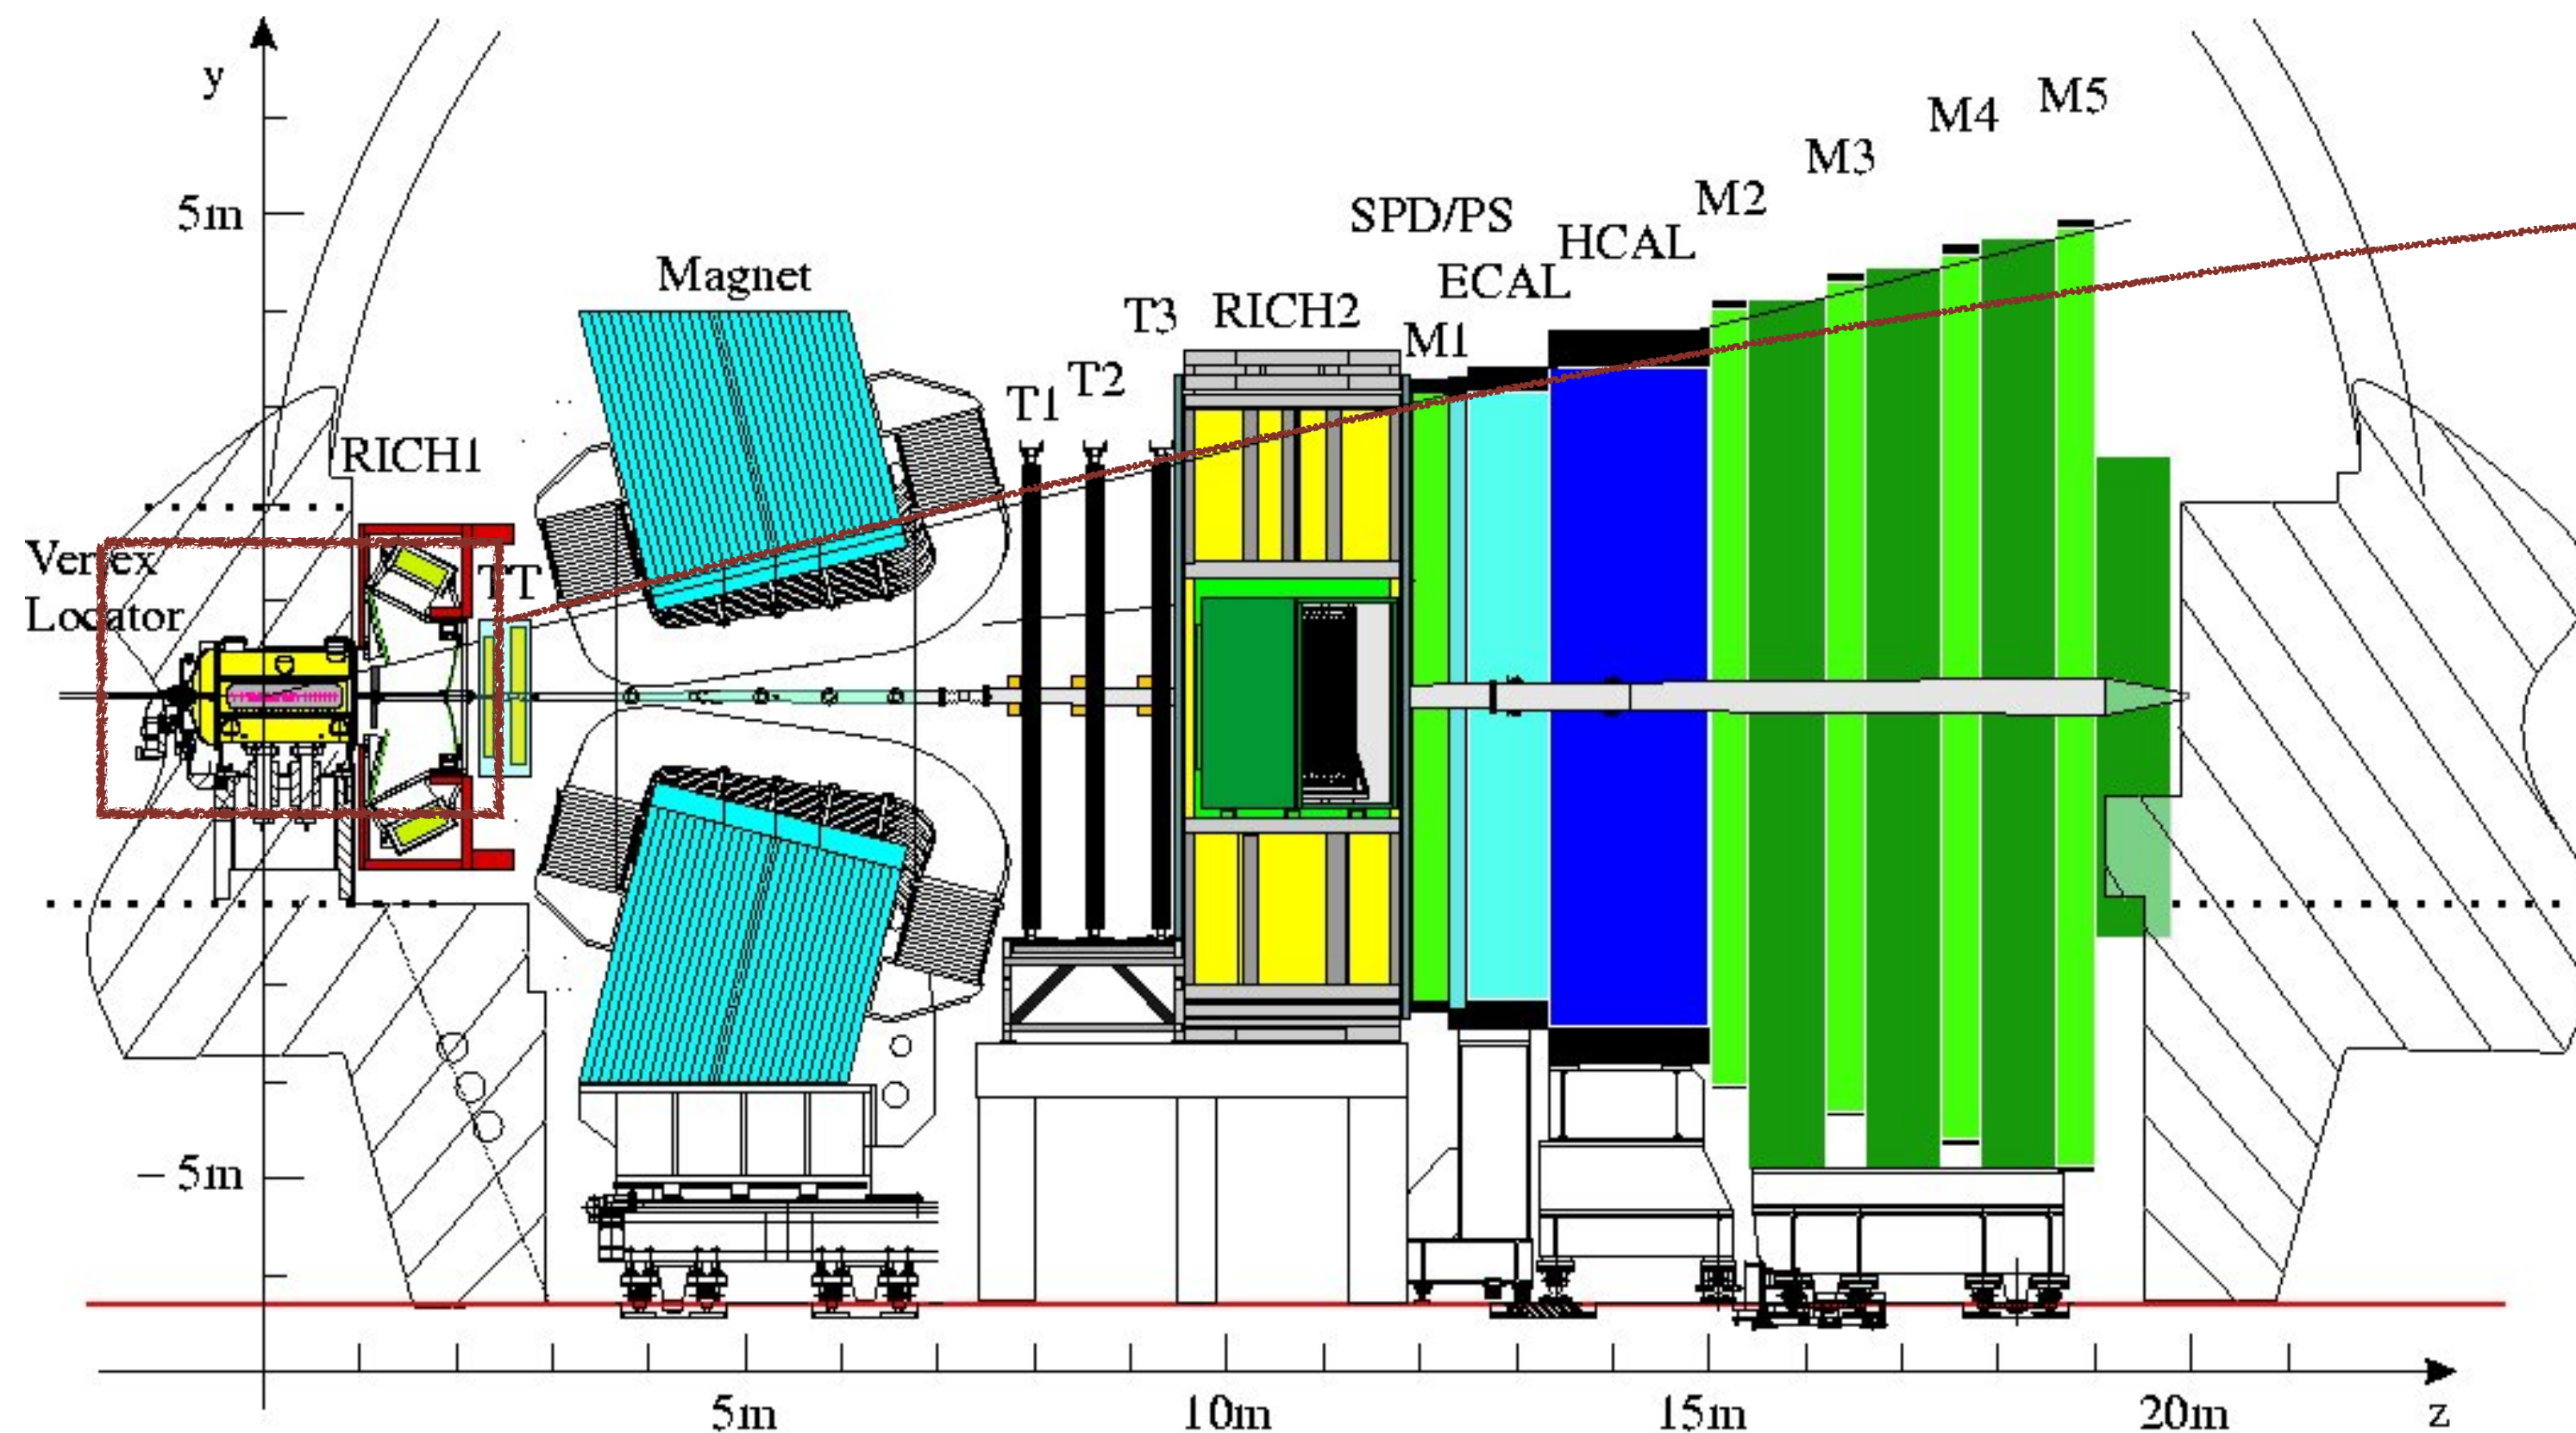 y
5m
Magnet
RICH1
Vertex
Locator
TT
T1
T2
T3
RICH2
M1
SPD/PS
ECAL
HCAL
M2
M3
M4
M5
− 5m
5m
10m
15m
20m
z